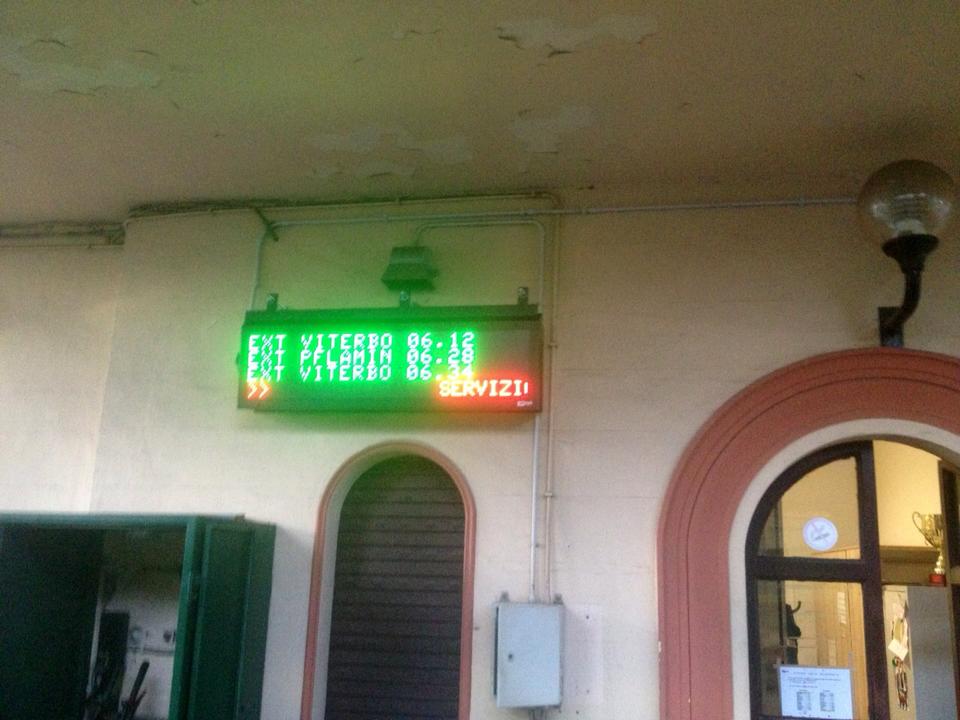 EXT VITERBO 06.12
EXT PFLAMIN 06.28
EXT VITERBO 06.34
>> SERVIZI